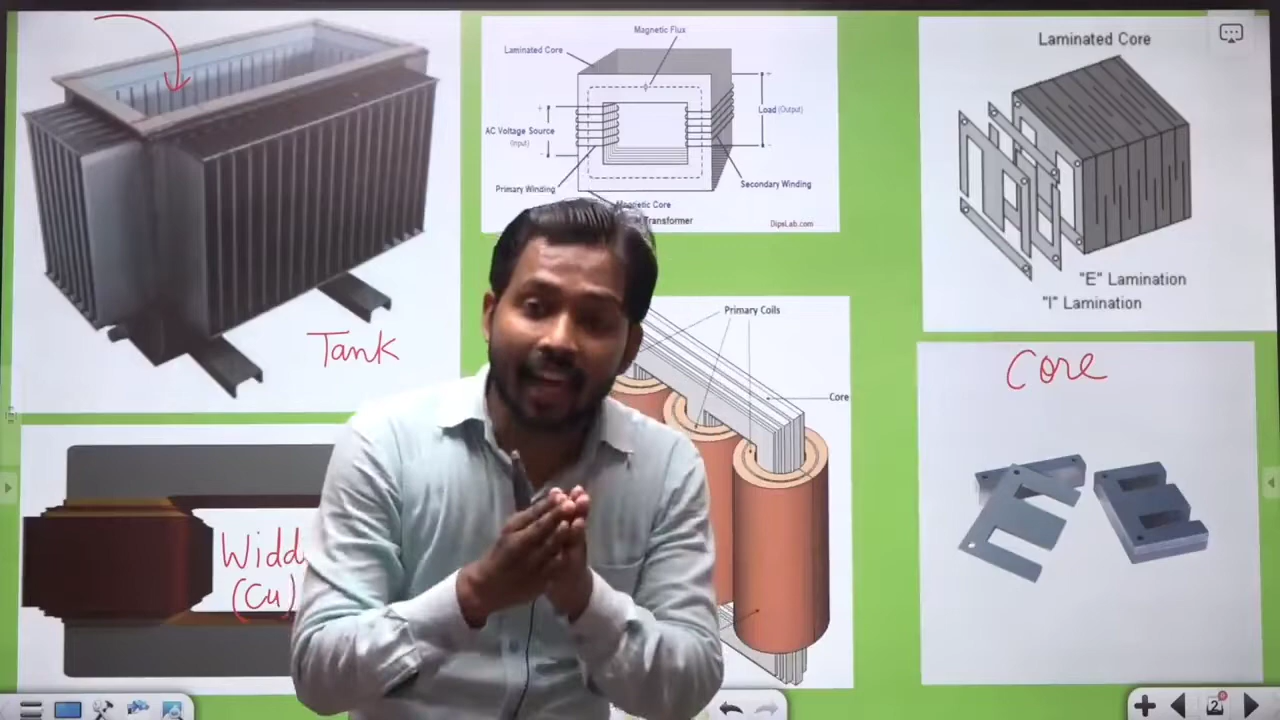 Tank
Magnetic Flux
Laminated Core
AC Voltage Source
(Input)
Load (Output)
Primary Winding
Secondary Winding
Magnetic Core
Transformer
DipsLab.com
Laminated Core
"E" Lamination
"I" Lamination
(Cu)
Primary Coils
Core
Core
2